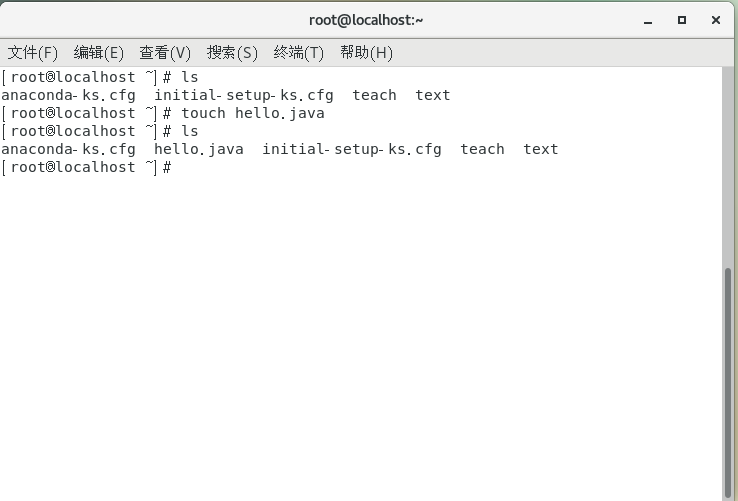 root@localhost:~
文件(F) 编辑(E) 查看(V) 搜索(S) 终端(T) 帮助(H)
[root@localhost ~]# ls
anaconda-ks.cfg  initial-setup-ks.cfg  teach  text
[root@localhost ~]# touch hello.java
[root@localhost ~]# ls
anaconda-ks.cfg  hello.java  initial-setup-ks.cfg  teach  text
[root@localhost ~]#